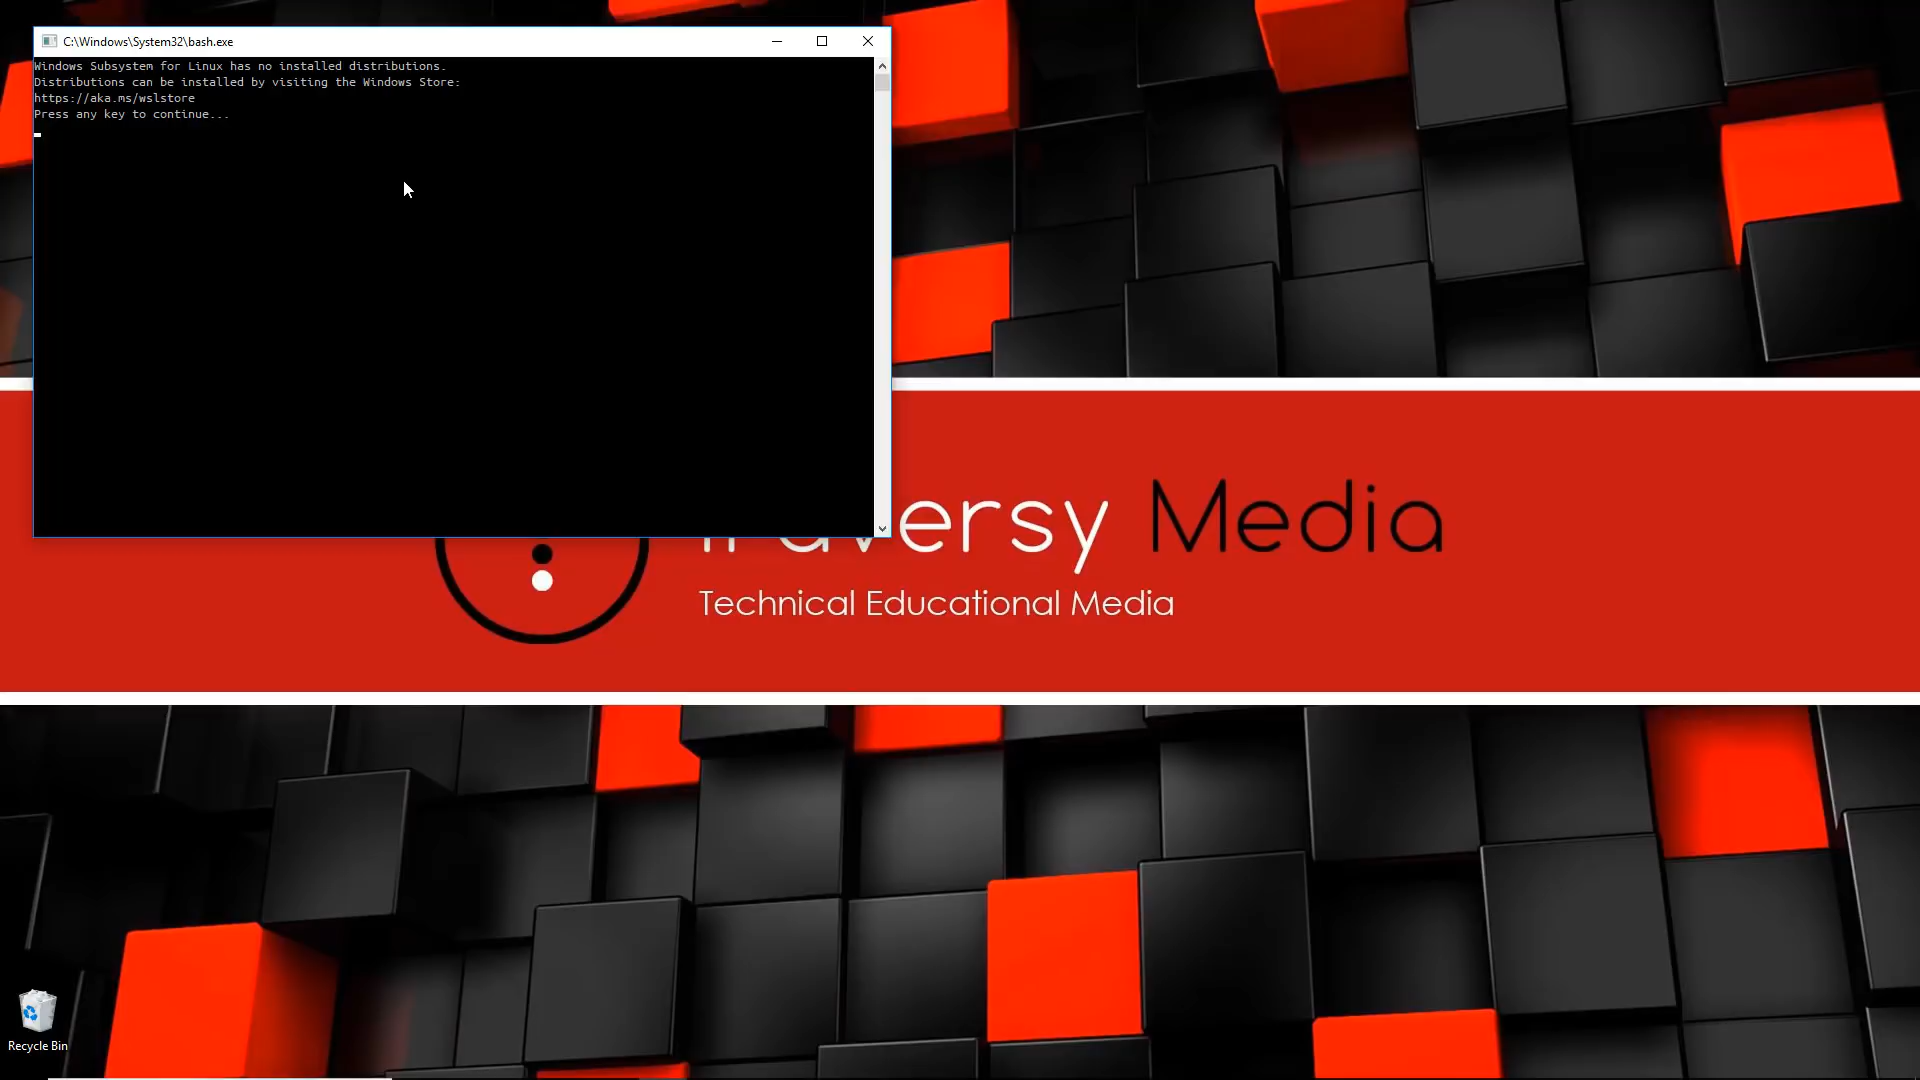 C:\Windows\System32\bash.exe
Windows Subsystem for Linux has no installed distributions.
Distributions can be installed by visiting the Windows Store:
https://aka.ms/wslstore
Press any key to continue...
versy Media
Technical Educational Media
Recycle Bin